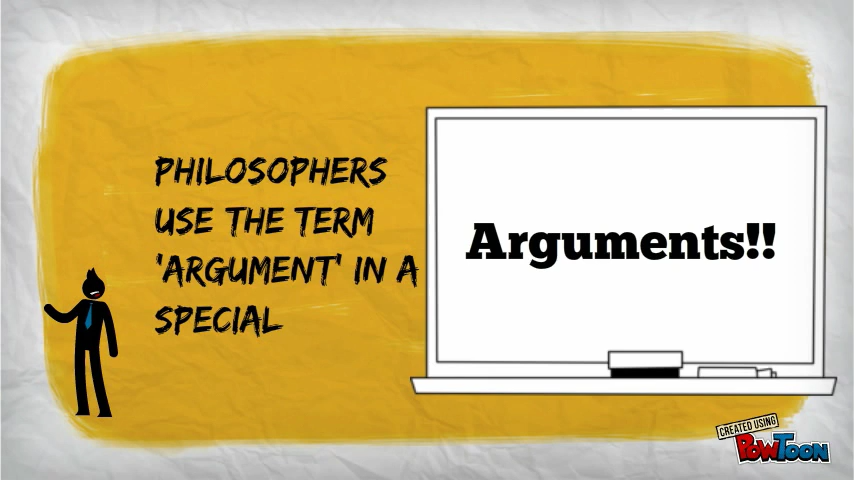 PHILOSOPHERS
USE THE TERM
'ARGUMENT' IN A
SPECIAL
Arguments!!
CREATED USING
POWTOON